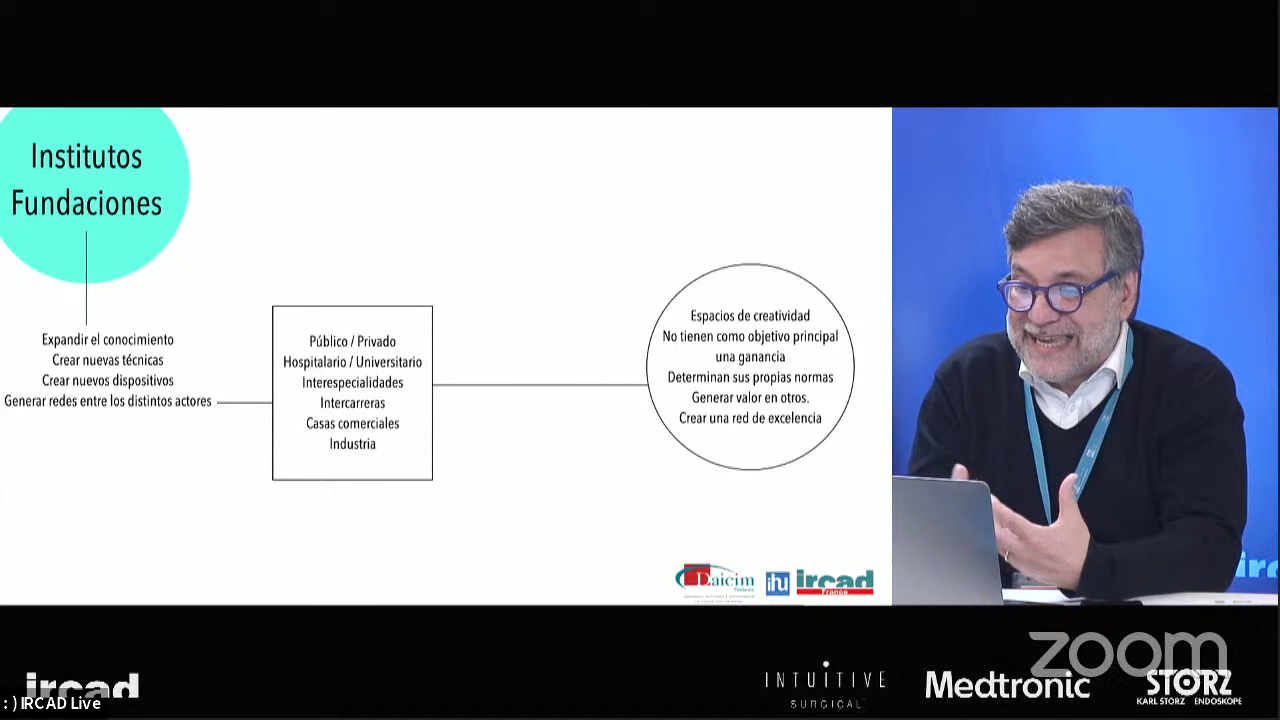 Institutos
Fundaciones
Expandir el conocimiento
Crear nuevas técnicas
Crear nuevos dispositivos
Generar redes entre los distintos actores
Público / Privado
Hospitalario / Universitario
Interespecialidades
Intercarreras
Casas comerciales
Industria
Espacios de creatividad
No tienen como objetivo principal
una ganancia
Determinan sus propias normas
Generar valor en otros.
Crear una red de excelencia
Daicim
Fundación
ihu
ircad
France
irc
zoom
ircad
:) IRCAD Live
INTUITIVE
SURGICAL
Medtronic
STORZ
KARL STORZ ENDOSKOPE